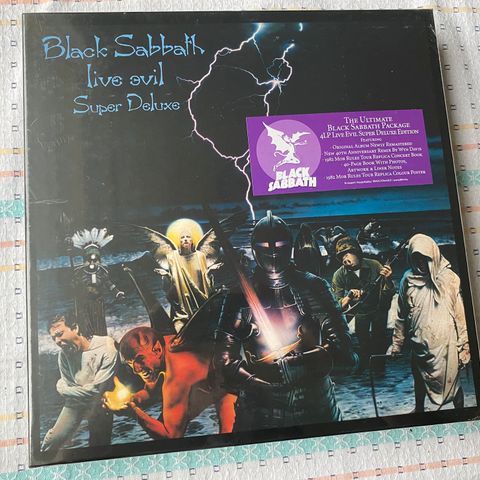 Black Sabbath
live evil
Super Deluxe
The Ultimate
Black Sabbath Package
4LP Live Evil Super Deluxe Edition
Featuring
- Original Album Newly Remastered
- New 40th Anniversary Remix By Wyn Davis
- 1982 Mob Rules Tour Replica Concert Book
- 40-Page Book With Photos,
Artwork & Liner Notes
- 1982 Mob Rules Tour Replica Colour Poster
BLACK
SABBATH